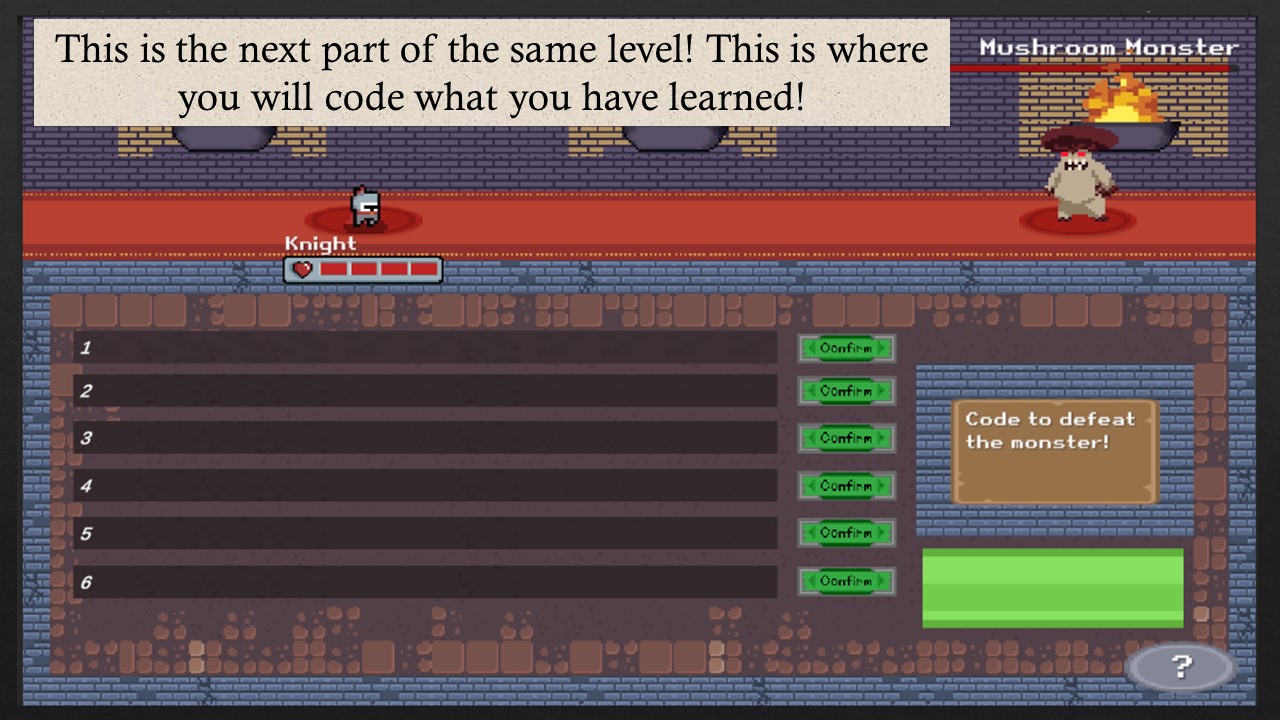 This is the next part of the same level! This is where
you will code what you have learned!
Mushroom Monster
Knight
1 Confirm
2 Confirm
3 Confirm
4 Confirm
5 Confirm
6 Confirm
Code to defeat
the monster!
?